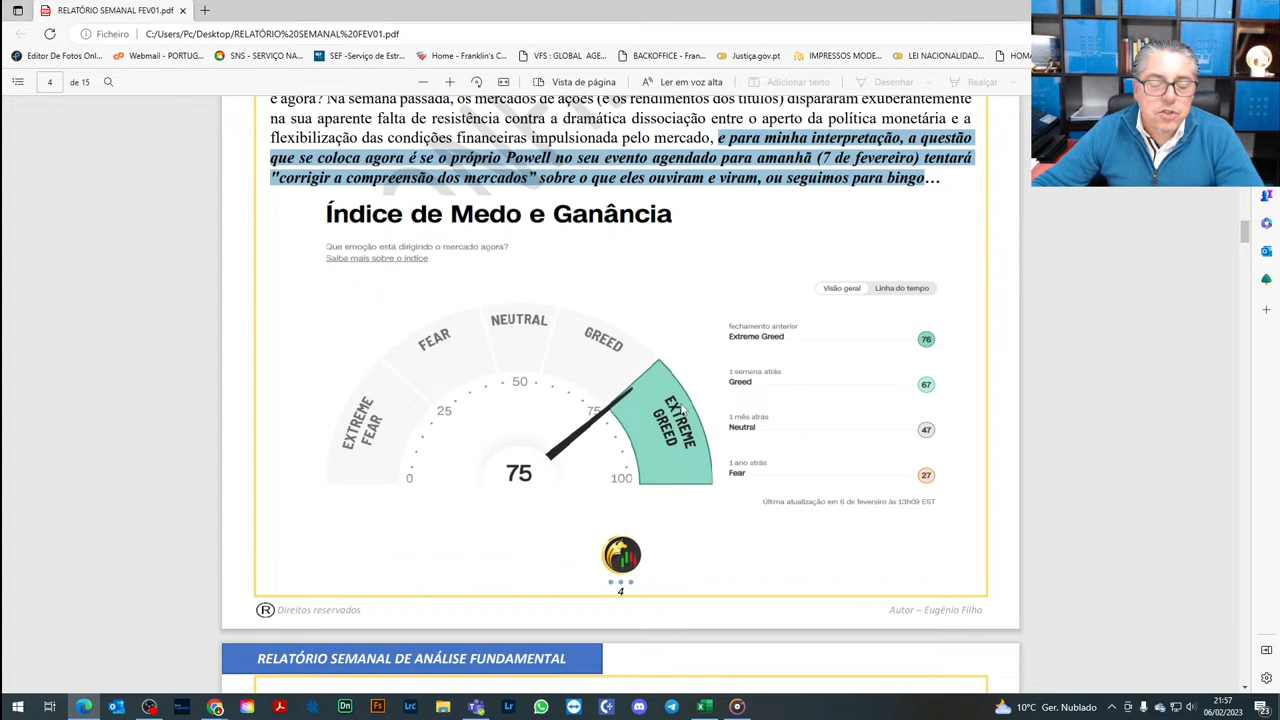 RELATÓRIO SEMANAL FEV01.pdf
Ficheiro
C:/Users/Pc/Desktop/RELATÓRIO%20SEMANAL%20FEV01.pdf
Editor De Fotos Onl...
Webmail - PORTUG...
SNS - SERVIÇO NA...
SEF -Serviço de Estr...
Home - Franklin's C...
VFS : GLOBAL AGE...
BACKOFFICE - Fran...
Justiça.gov.pt
IMPRESSOS MODE...
LEI NACIONALIDAD...
HOMA
4 de 15
Vista de página
Ler em voz alta
Adicionar texto
Desenhar
Realçar
e agora? Na semana passada, os mercados de ações (e os rendimentos dos títulos) dispararam exuberantemente
na sua aparente falta de resistência contra a dramática dissociação entre o aperto da política monetária e a
flexibilização das condições financeiras impulsionada pelo mercado, e para minha interpretação, a questão
que se coloca agora é se o próprio Powell no seu evento agendado para amanhã (7 de fevereiro) tentará
"corrigir a compreensão dos mercados" sobre o que eles ouviram e viram, ou seguimos para bingo...
Índice de Medo e Ganância
Que emoção está dirigindo o mercado agora?
Saiba mais sobre o índice
Visão geral
Linha do tempo
EXTREME FEAR
FEAR
NEUTRAL
GREED
EXTREME GREED
0
25
50
75
100
75
fechamento anterior
Extreme Greed
76
1 semana atrás
Greed
67
1 mês atrás
Neutral
47
1 ano atrás
Fear
27
Última atualização em 6 de fevereiro às 13h09 EST
4
® Direitos reservados
Autor – Eugênio Filho
RELATÓRIO SEMANAL DE ANÁLISE FUNDAMENTAL
Dn
Fs
Lc
Lr
10°C Ger. Nublado
21:57
06/02/2023
23